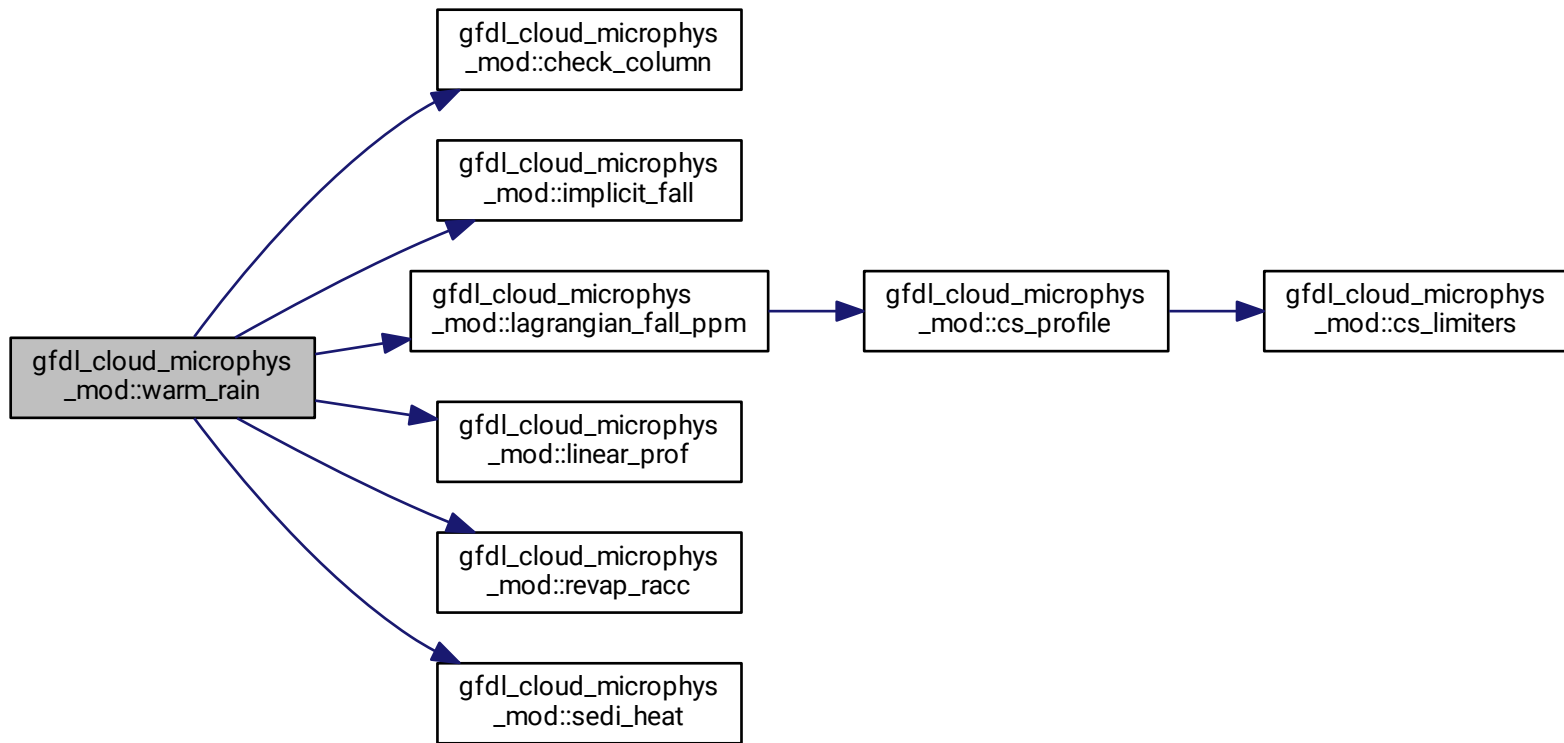 gfdl_cloud_microphys
_mod::check_column
gfdl_cloud_microphys
_mod::implicit_fall
gfdl_cloud_microphys
_mod::lagrangian_fall_ppm
gfdl_cloud_microphys
_mod::cs_profile
gfdl_cloud_microphys
_mod::cs_limiters
gfdl_cloud_microphys
_mod::warm_rain
gfdl_cloud_microphys
_mod::linear_prof
gfdl_cloud_microphys
_mod::revap_racc
gfdl_cloud_microphys
_mod::sedi_heat